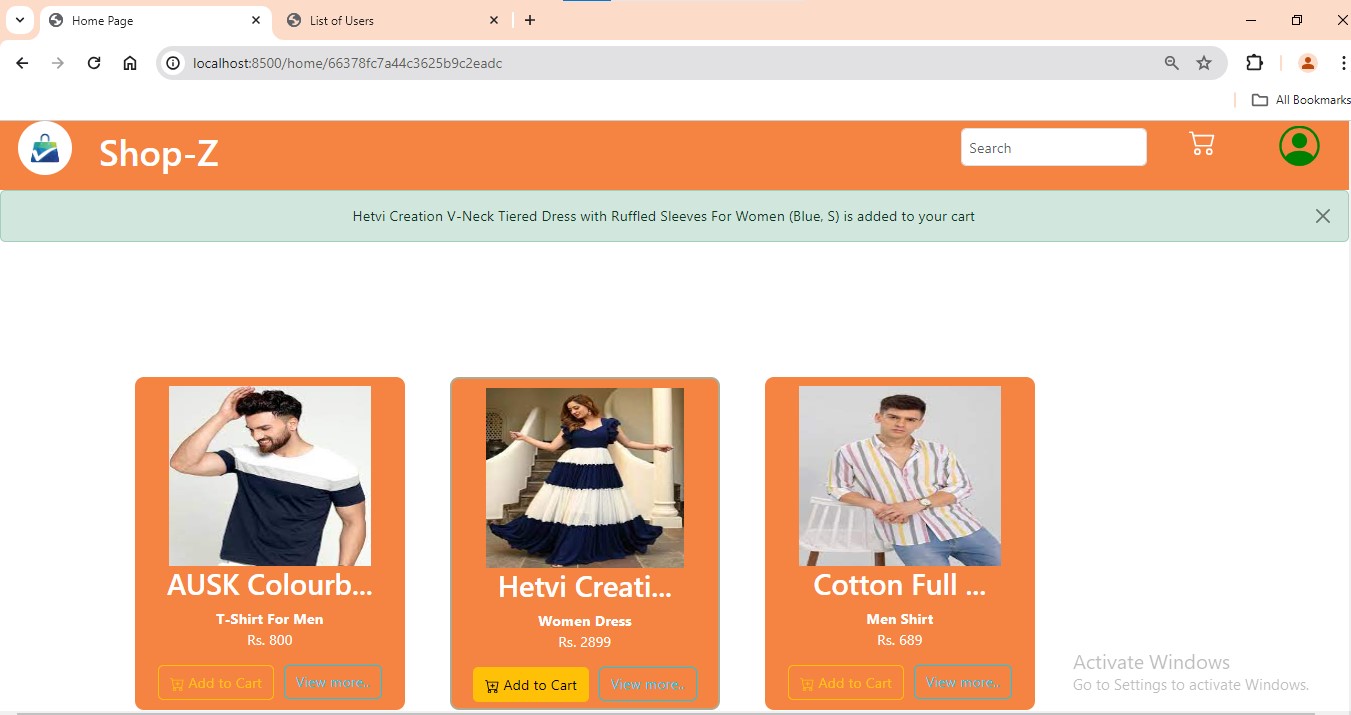 Home Page
List of Users
localhost:8500/home/66378fc7a44c3625b9c2eadc
All Bookmarks
Shop-Z
Search
Hetvi Creation V-Neck Tiered Dress with Ruffled Sleeves For Women (Blue, S) is added to your cart
AUSK Colourb...
T-Shirt For Men
Rs. 800
Add to Cart View more..
Hetvi Creati...
Women Dress
Rs. 2899
Add to Cart View more..
Cotton Full ...
Men Shirt
Rs. 689
Add to Cart View more..
Activate Windows
Go to Settings to activate Windows.